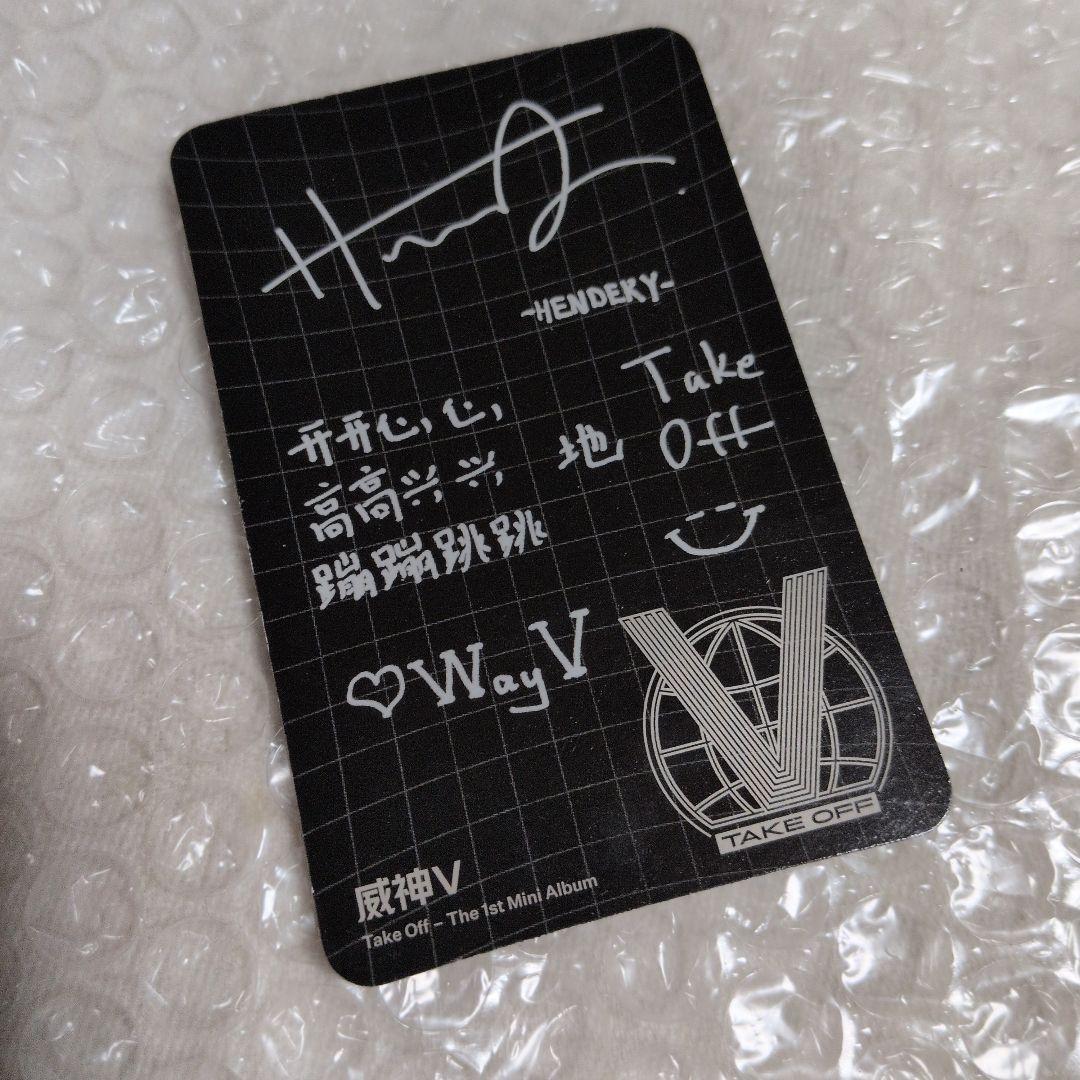 Hendery
-HENDERY-
开开心心,
高高兴兴 地
蹦蹦跳跳
Take
Off
♡ WayV
V
TAKE OFF
威神V
Take Off – The 1st Mini Album